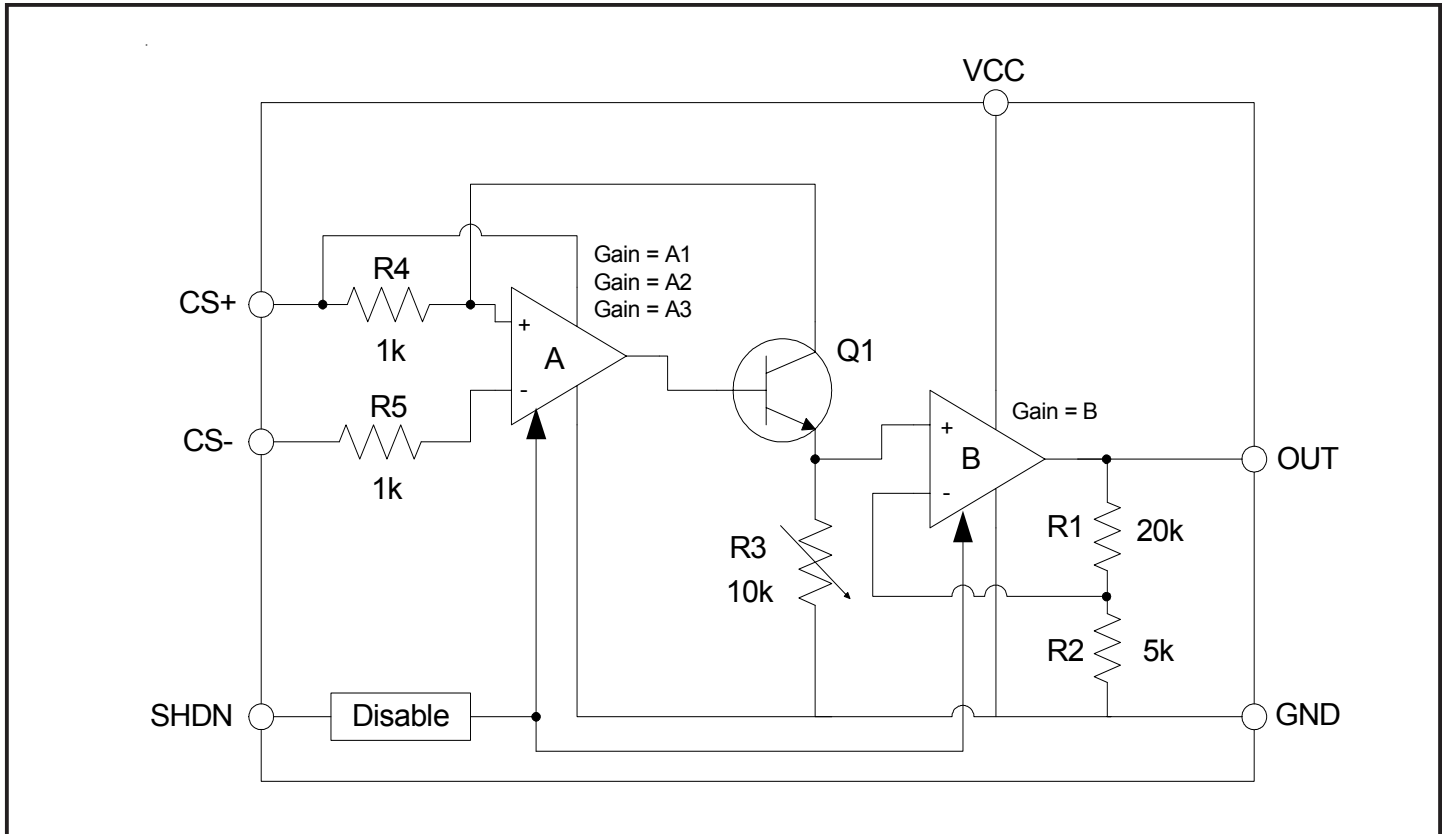 VCC
Gain = A1
Gain = A2
Gain = A3
R4
CS+
+
1k
A
Q1
R5
-
Gain = B
CS-
+
1k
B
OUT
-
R1
20k
R3
10k
R2
5k
SHDN
Disable
GND